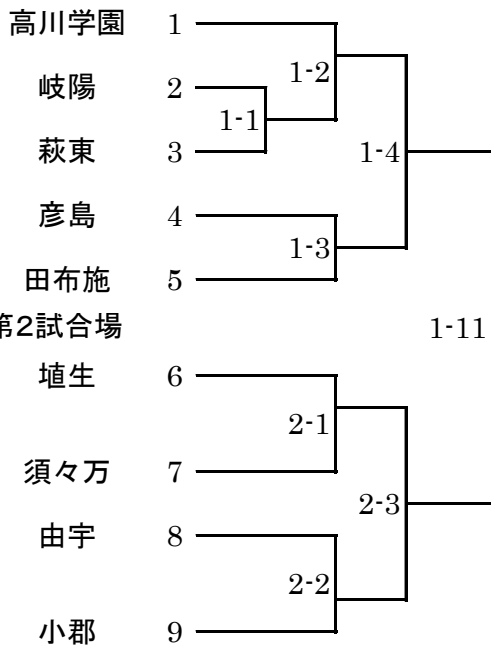 高川学園 1
1-2
岐陽 2
1-1
萩東 3
1-4
彦島 4
1-3
田布施 5
第2試合場 1-11
埴生 6
2-1
須々万 7
2-3
由宇 8
2-2
小郡 9